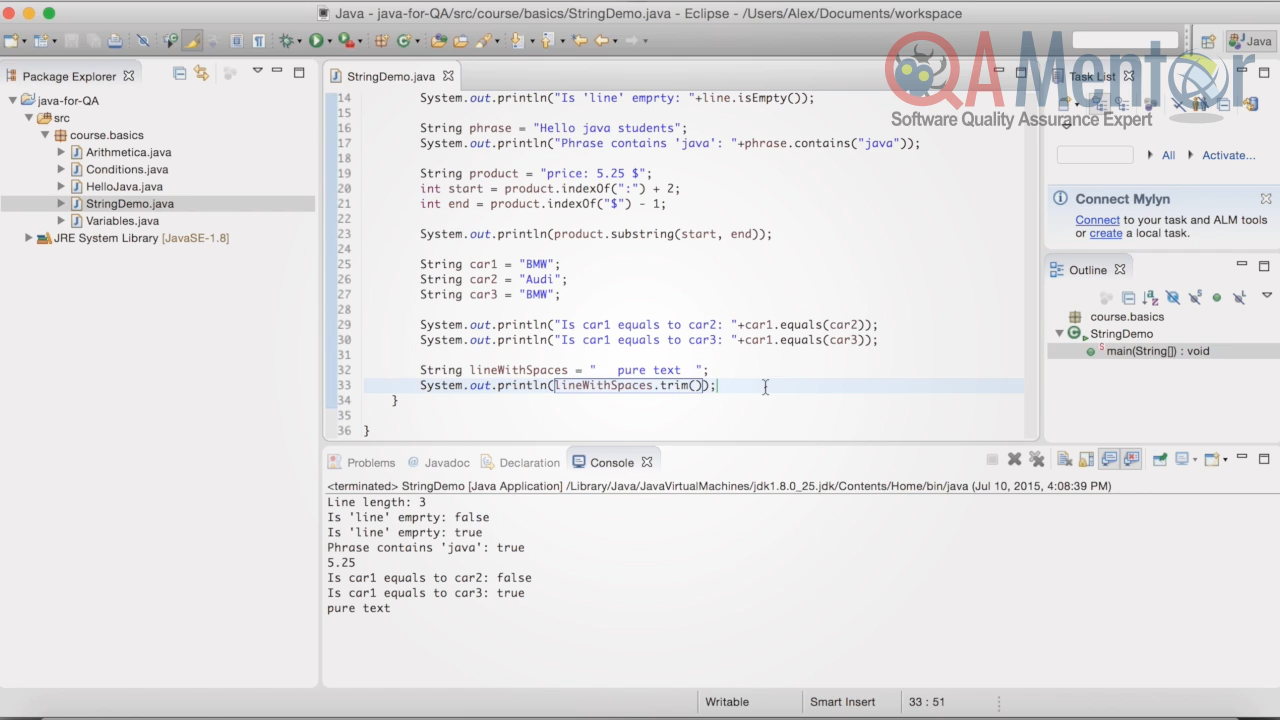 Java - java-for-QA/src/course/basics/StringDemo.java - Eclipse - /Users/Alex/Documents/workspace
Java
QA Mentor
Software Quality Assurance Expert
Package Explorer
java-for-QA
src
course.basics
Arithmetica.java
Conditions.java
HelloJava.java
StringDemo.java
Variables.java
JRE System Library [JavaSE-1.8]
StringDemo.java
14 System.out.println("Is 'line' emprty: "+line.isEmpty());
15
16 String phrase = "Hello java students";
17 System.out.println("Phrase contains 'java': "+phrase.contains("java"));
18
19 String product = "price: 5.25 $";
20 int start = product.indexOf(":") + 2;
21 int end = product.indexOf("$") - 1;
22
23 System.out.println(product.substring(start, end));
24
25 String car1 = "BMW";
26 String car2 = "Audi";
27 String car3 = "BMW";
28
29 System.out.println("Is car1 equals to car2: "+car1.equals(car2));
30 System.out.println("Is car1 equals to car3: "+car1.equals(car3));
31
32 String lineWithSpaces = "   pure text  ";
33 System.out.println(lineWithSpaces.trim());
34 }
35
36 }
Task List
All
Activate...
Connect Mylyn
Connect to your task and ALM tools
or create a local task.
Outline
course.basics
StringDemo
main(String[]) : void
Problems
Javadoc
Declaration
Console
<terminated> StringDemo [Java Application] /Library/Java/JavaVirtualMachines/jdk1.8.0_25.jdk/Contents/Home/bin/java (Jul 10, 2015, 4:08:39 PM)
Line length: 3
Is 'line' emprty: false
Is 'line' emprty: true
Phrase contains 'java': true
5.25
Is car1 equals to car2: false
Is car1 equals to car3: true
pure text
Writable
Smart Insert
33 : 51